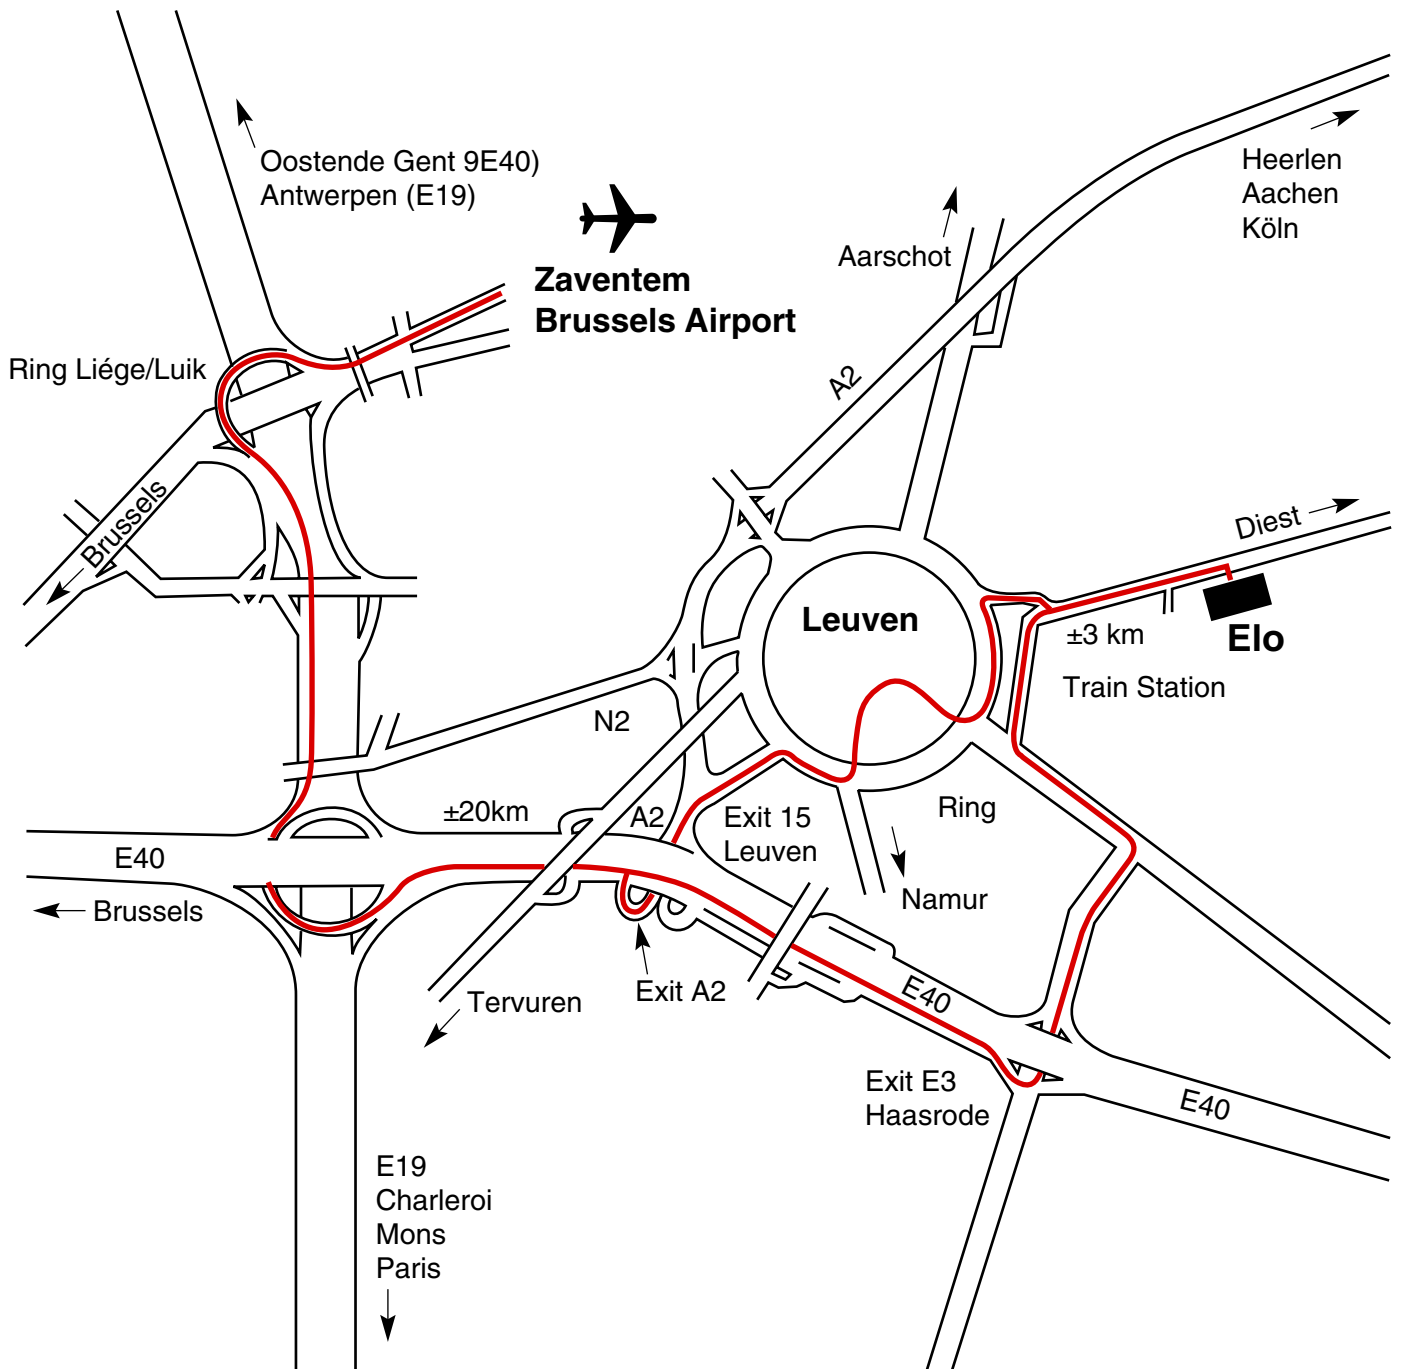 Oostende Gent 9E40)
Antwerpen (E19)
Heerlen
Aachen
Köln
Aarschot
Zaventem
Brussels Airport
Ring Liége/Luik
A2
Brussels
Diest
Leuven
±3 km
Elo
Train Station
N2
±20km
A2
Exit 15
Leuven
Ring
E40
Brussels
Namur
Tervuren
Exit A2
E40
Exit E3
Haasrode
E40
E19
Charleroi
Mons
Paris